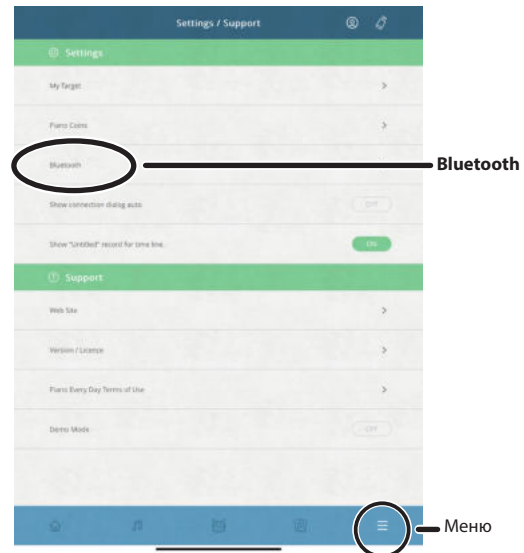 Settings / Support
Settings
My Target
Piano Coins
Bluetooth
Bluetooth
Show connection dialog auto.
OFF
Show "Untitled" record for time line.
ON
Support
Web Site
Version / License
Piano Every Day Terms of Use
Demo Mode
OFF
Меню